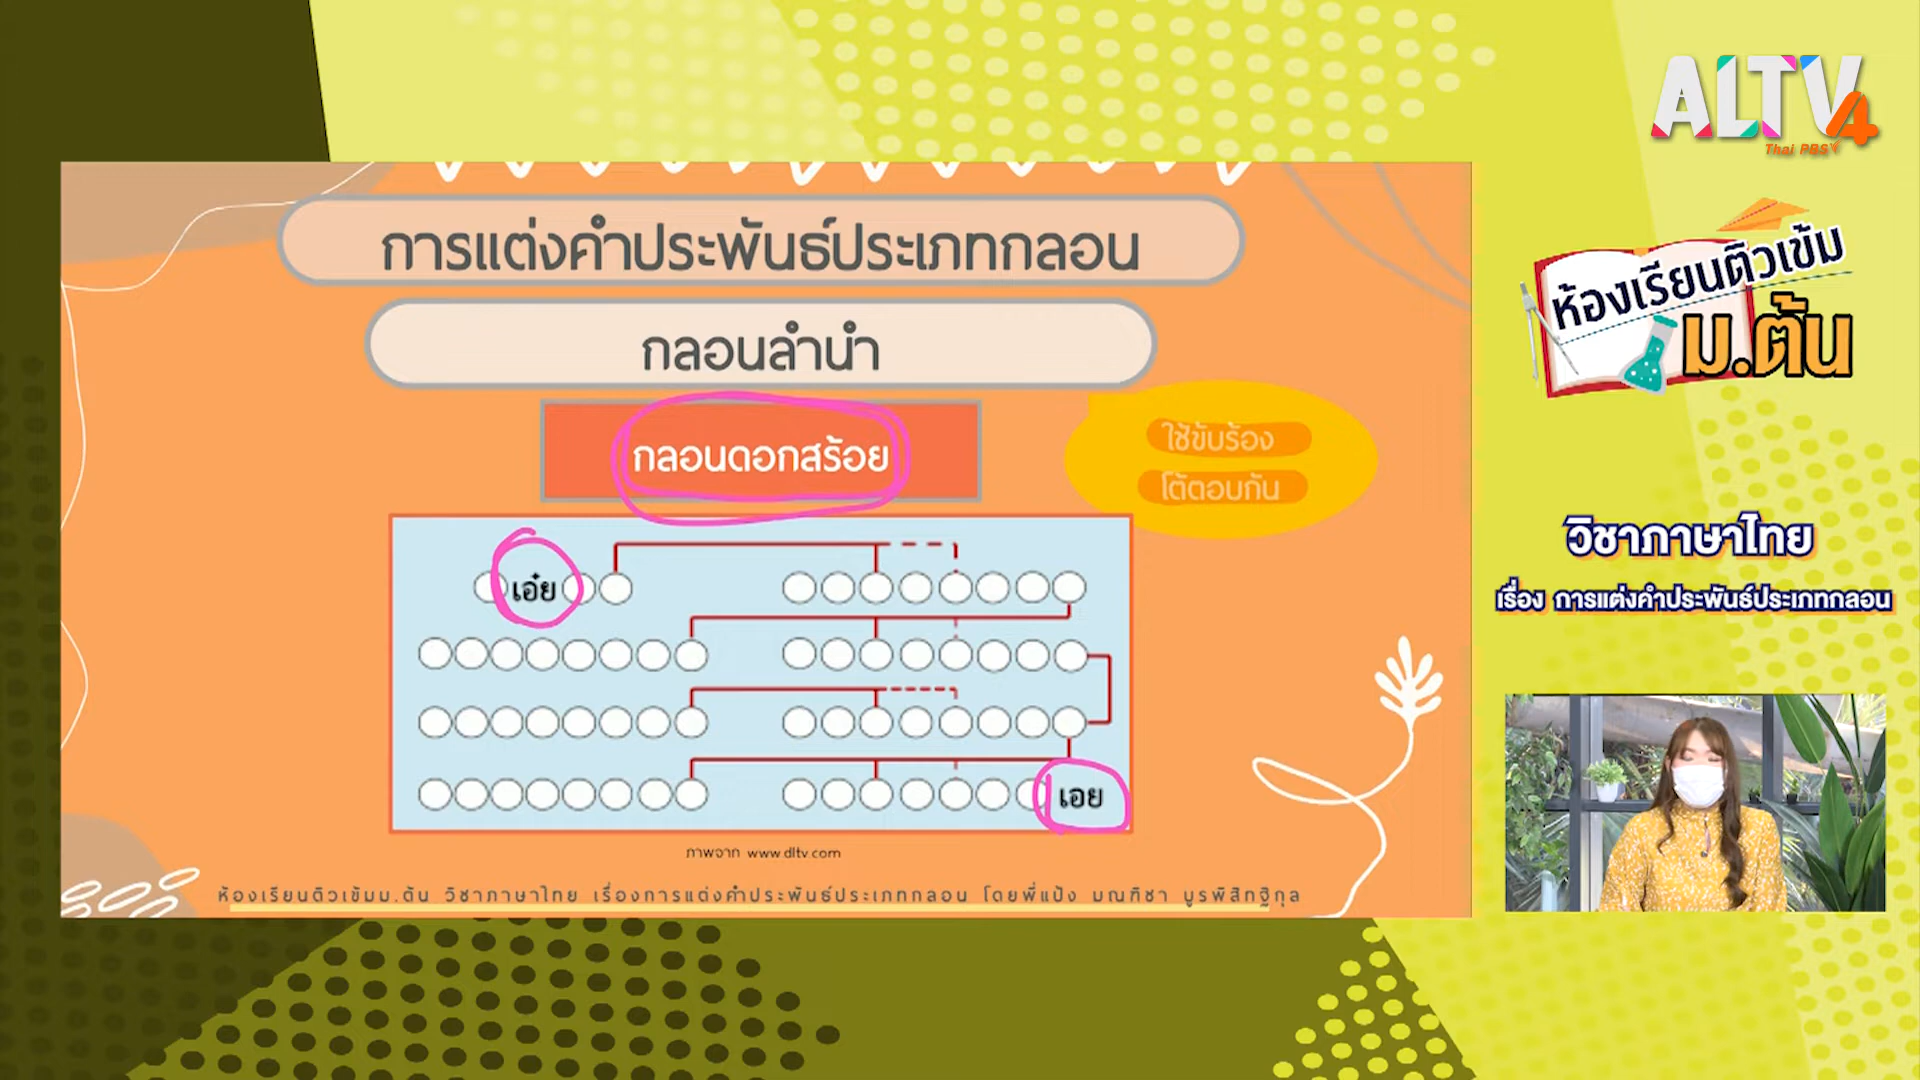 ALTV4
Thai PBS
ห้องเรียนติวเข้ม
ม.ต้น
การแต่งคำประพันธ์ประเภทกลอน
กลอนลำนำ
กลอนดอกสร้อย
ใช้ขับร้อง
โต้ตอบกัน
เอ๋ย
เอย
ภาพจาก www.dltv.com
ห้องเรียนติวเข้มม.ต้น วิชาภาษาไทย เรื่องการแต่งคำประพันธ์ประเภทกลอน โดยพี่แป้ง มณฑิชา บูรพิสิทฐิกุล
วิชาภาษาไทย
เรื่อง การแต่งคำประพันธ์ประเภทกลอน